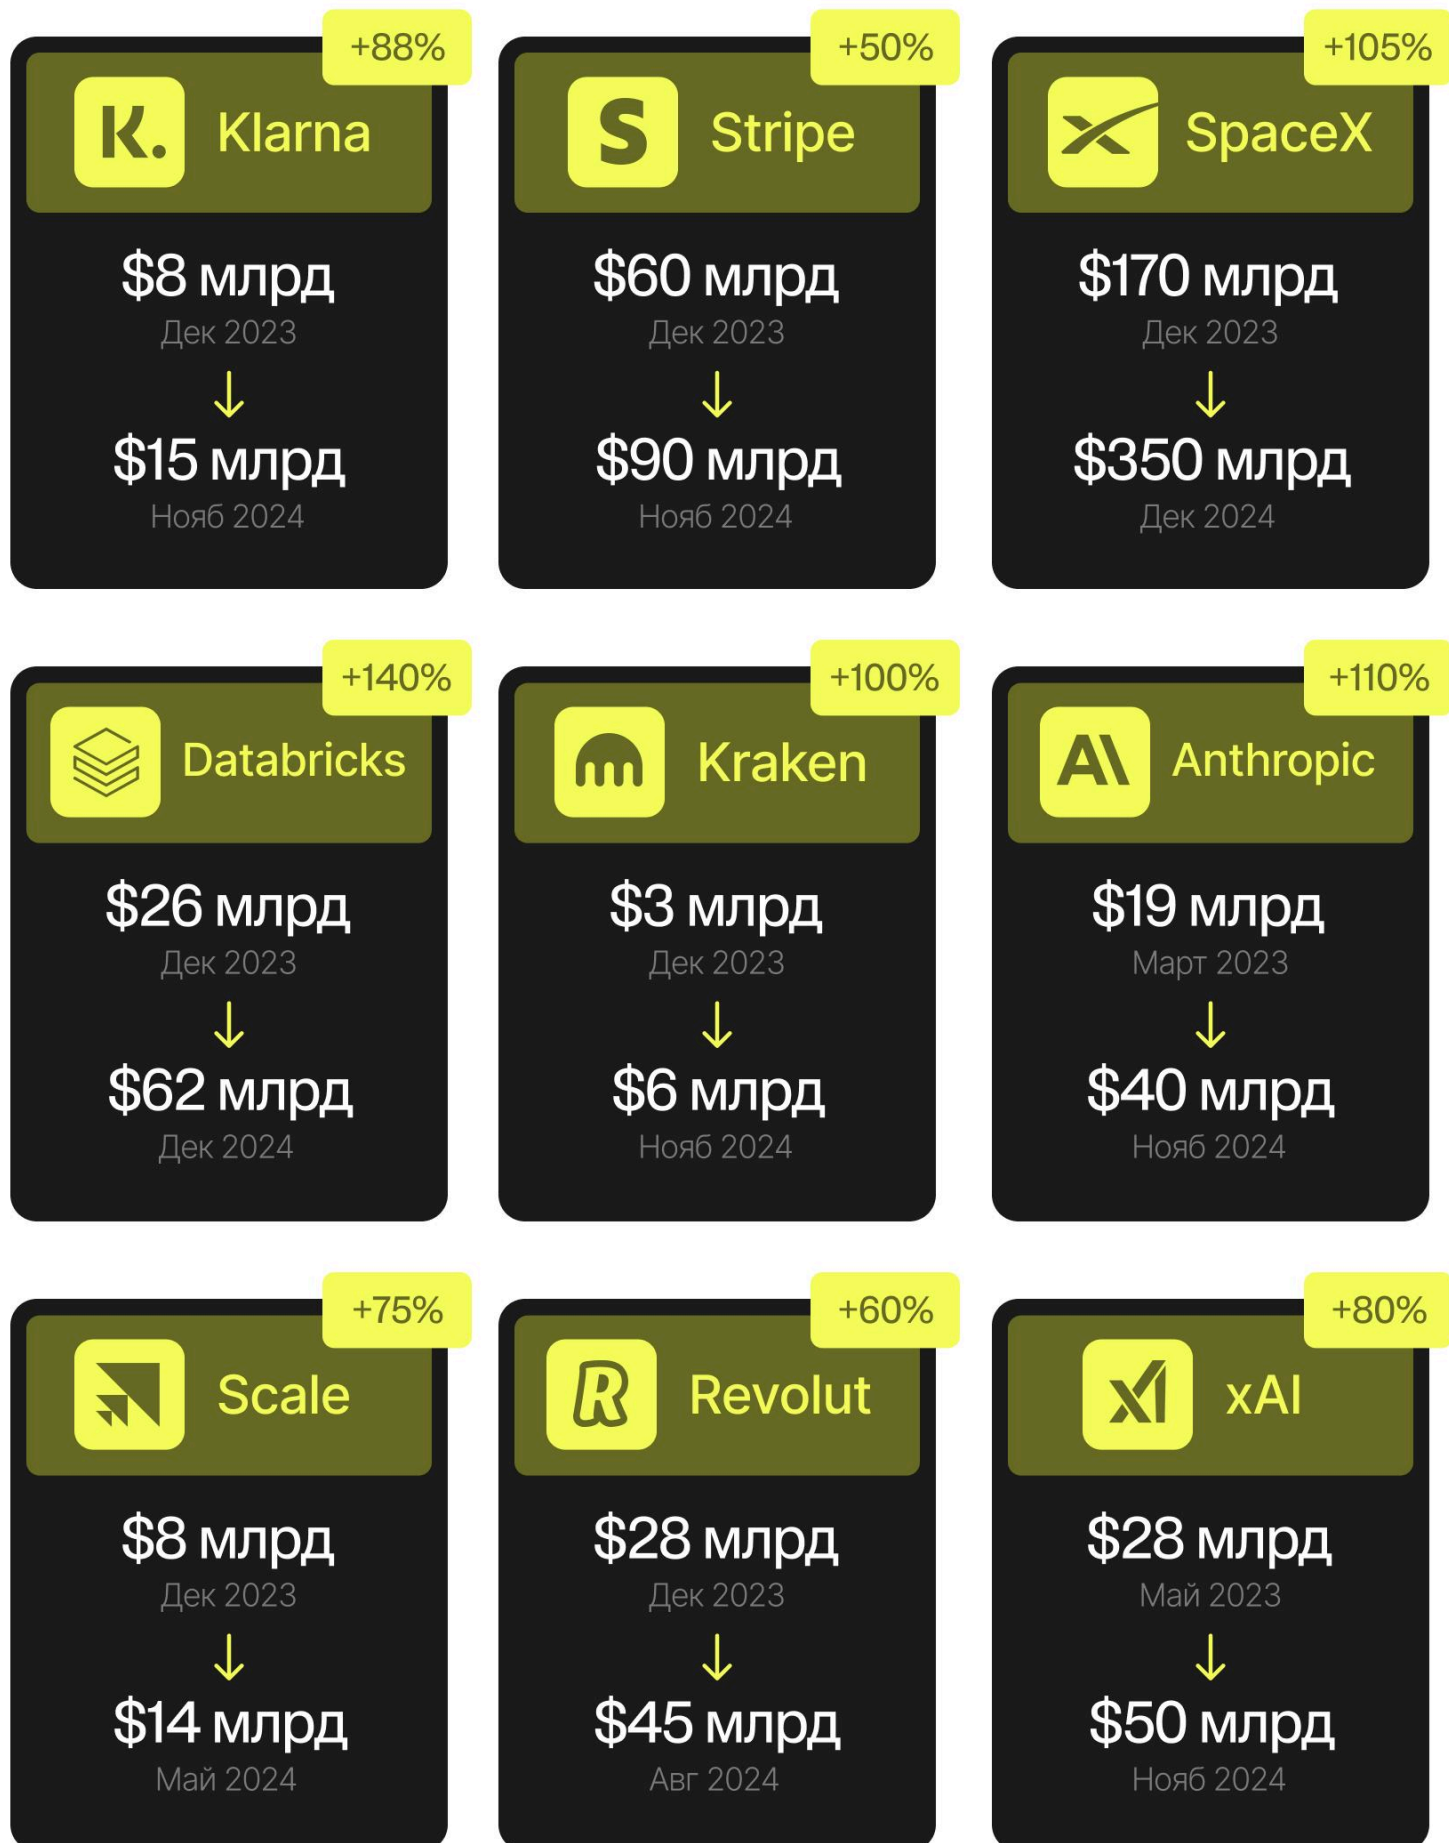 +88%
Klarna
$8 млрд
Дек 2023
$15 млрд
Нояб 2024
+50%
Stripe
$60 млрд
Дек 2023
$90 млрд
Нояб 2024
+105%
SpaceX
$170 млрд
Дек 2023
$350 млрд
Дек 2024
+140%
Databricks
$26 млрд
Дек 2023
$62 млрд
Дек 2024
+100%
Kraken
$3 млрд
Дек 2023
$6 млрд
Нояб 2024
+110%
Anthropic
$19 млрд
Март 2023
$40 млрд
Нояб 2024
+75%
Scale
$8 млрд
Дек 2023
$14 млрд
Май 2024
+60%
Revolut
$28 млрд
Дек 2023
$45 млрд
Авг 2024
+80%
xAI
$28 млрд
Май 2023
$50 млрд
Нояб 2024